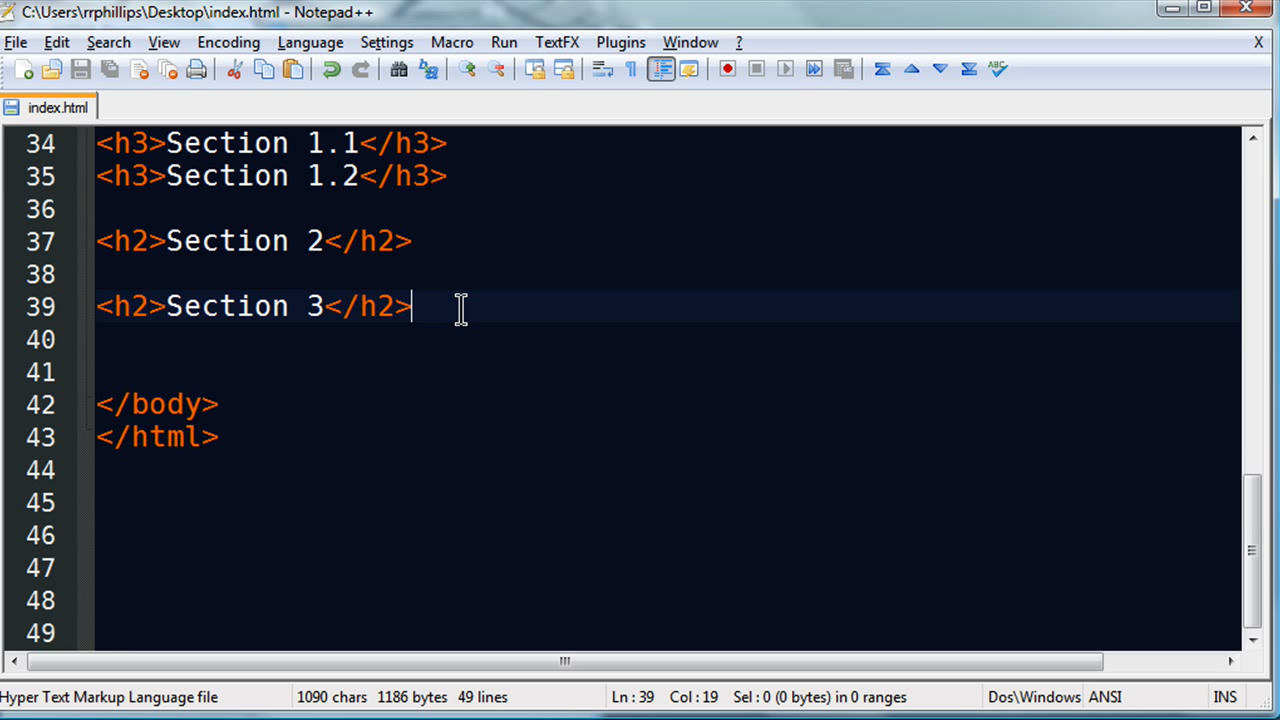 C:\Users\rrphillips\Desktop\index.html - Notepad++
File Edit Search View Encoding Language Settings Macro Run TextFX Plugins Window ? X
ABC
index.html
34 <h3>Section 1.1</h3>
35 <h3>Section 1.2</h3>
36
37 <h2>Section 2</h2>
38
39 <h2>Section 3</h2>
40
41
42 </body>
43 </html>
44
45
46
47
48
49
Hyper Text Markup Language file 1090 chars 1186 bytes 49 lines Ln : 39 Col : 19 Sel : 0 (0 bytes) in 0 ranges Dos\Windows ANSI INS